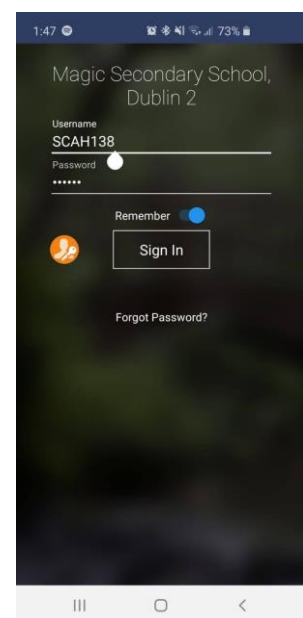 1:47 73%
Magic Secondary School,
Dublin 2
Username
SCAH138
Password
••••••
Remember
Sign In
Forgot Password?